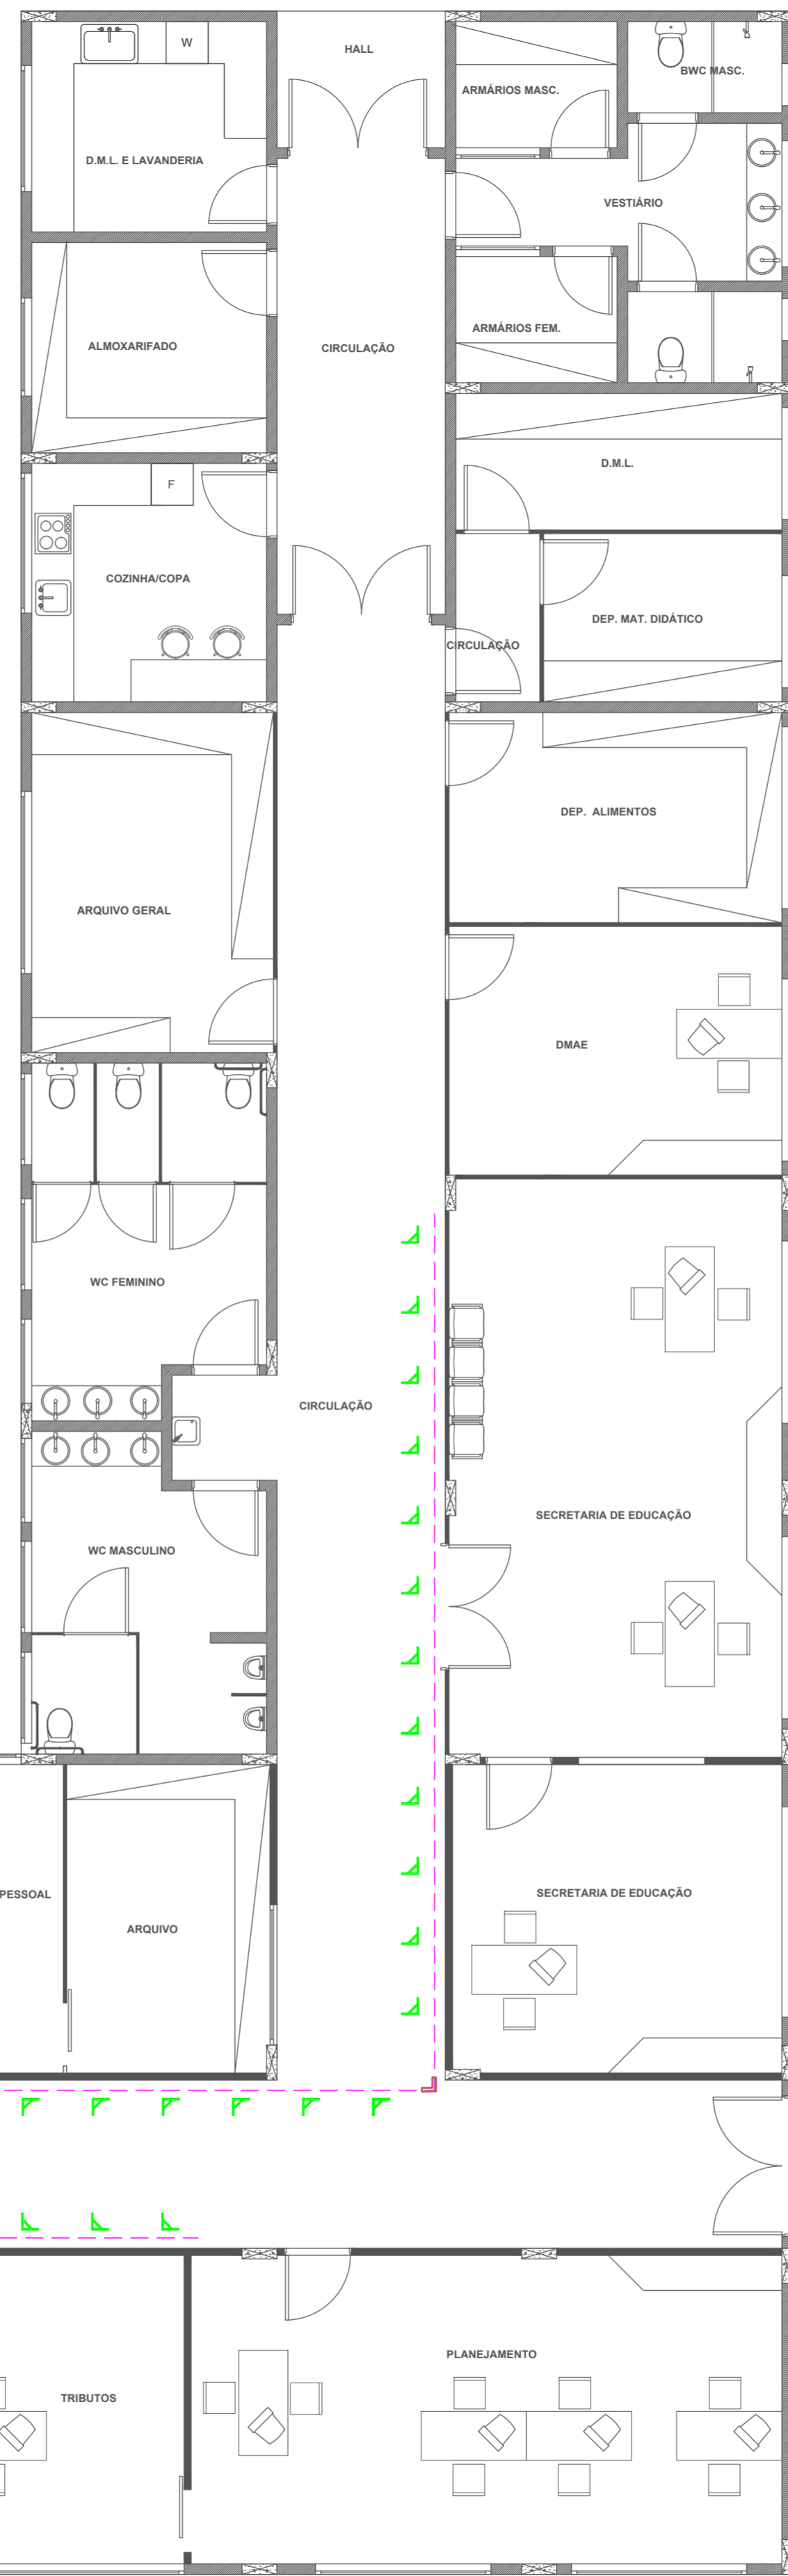 HALL
W
BWC MASC.
ARMÁRIOS MASC.
D.M.L. E LAVANDERIA
VESTIÁRIO
ARMÁRIOS FEM.
ALMOXARIFADO
CIRCULAÇÃO
D.M.L.
F
COZINHA/COPA
DEP. MAT. DIDÁTICO
CIRCULAÇÃO
DEP. ALIMENTOS
ARQUIVO GERAL
DMAE
WC FEMININO
CIRCULAÇÃO
SECRETARIA DE EDUCAÇÃO
WC MASCULINO
PESSOAL
SECRETARIA DE EDUCAÇÃO
ARQUIVO
PLANEJAMENTO
TRIBUTOS